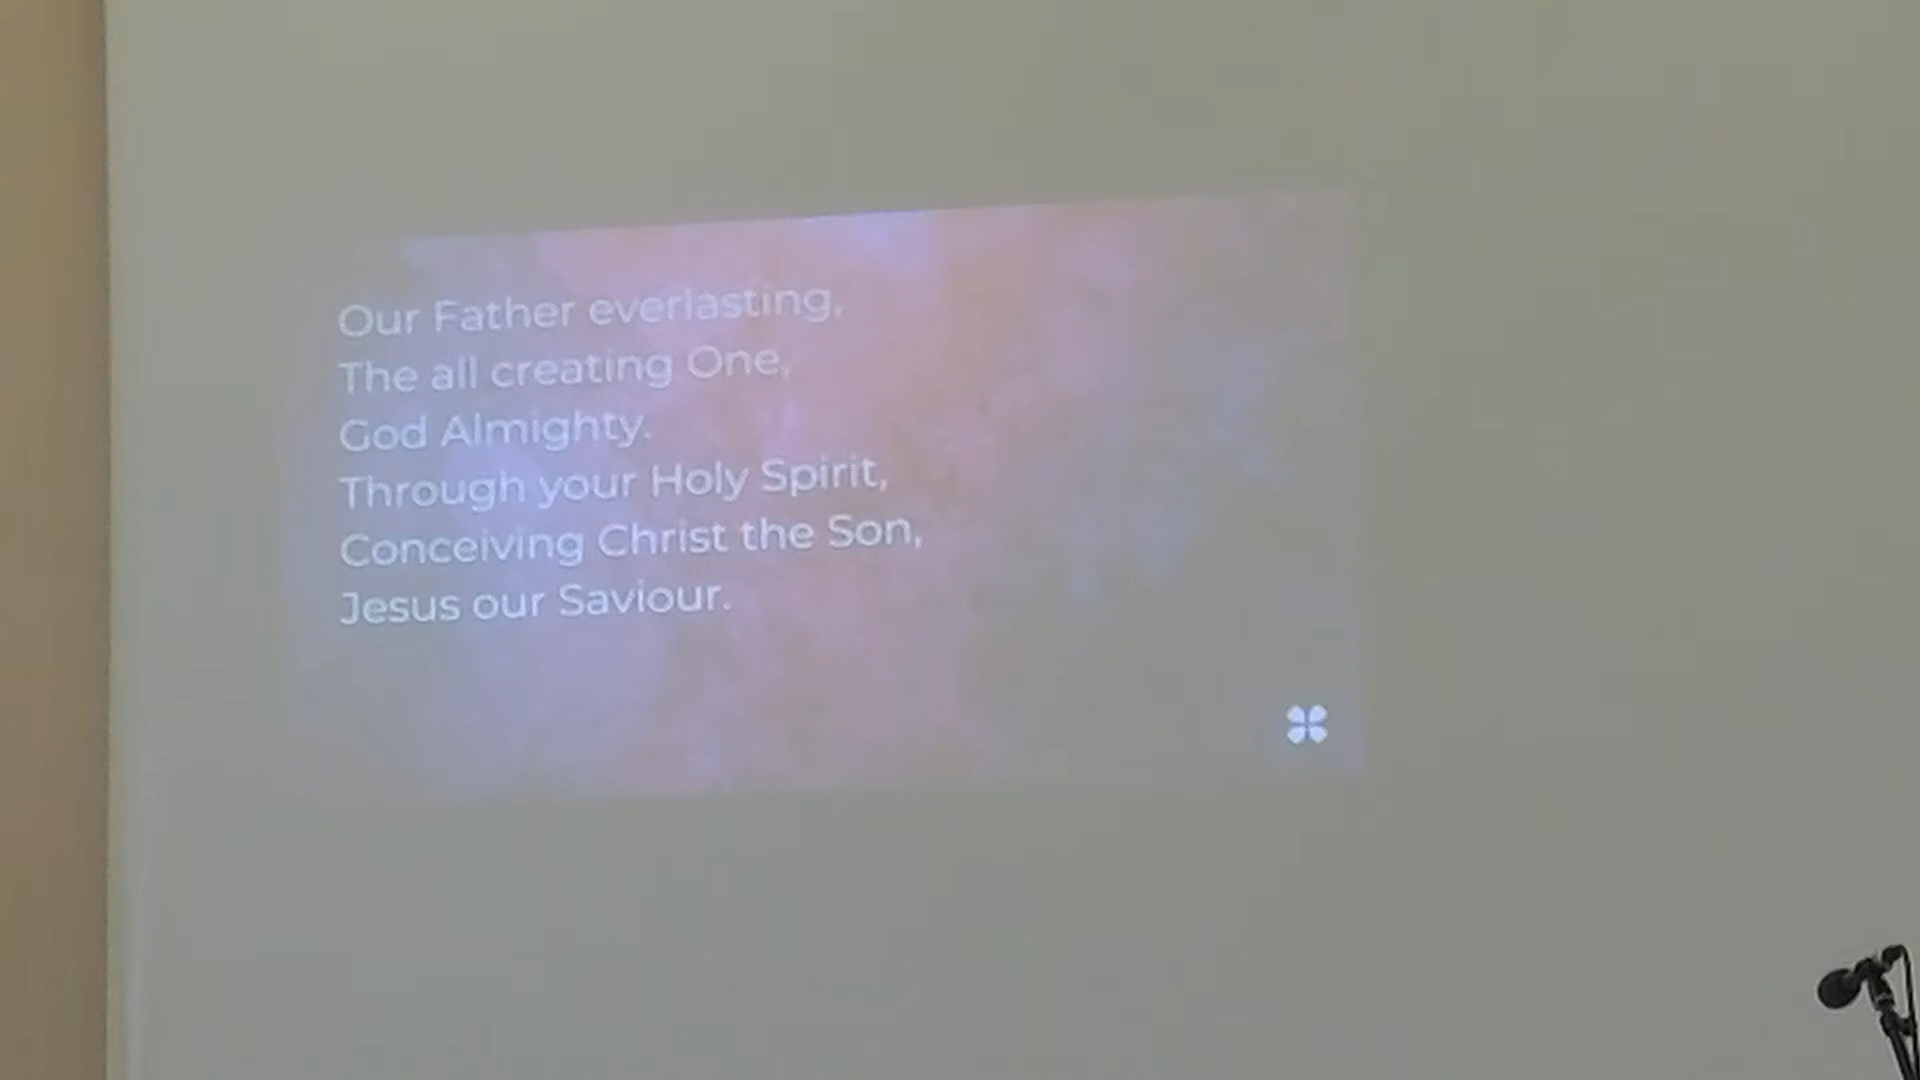 Our Father everlasting,
The all creating One,
God Almighty.
Through your Holy Spirit,
Conceiving Christ the Son,
Jesus our Saviour.